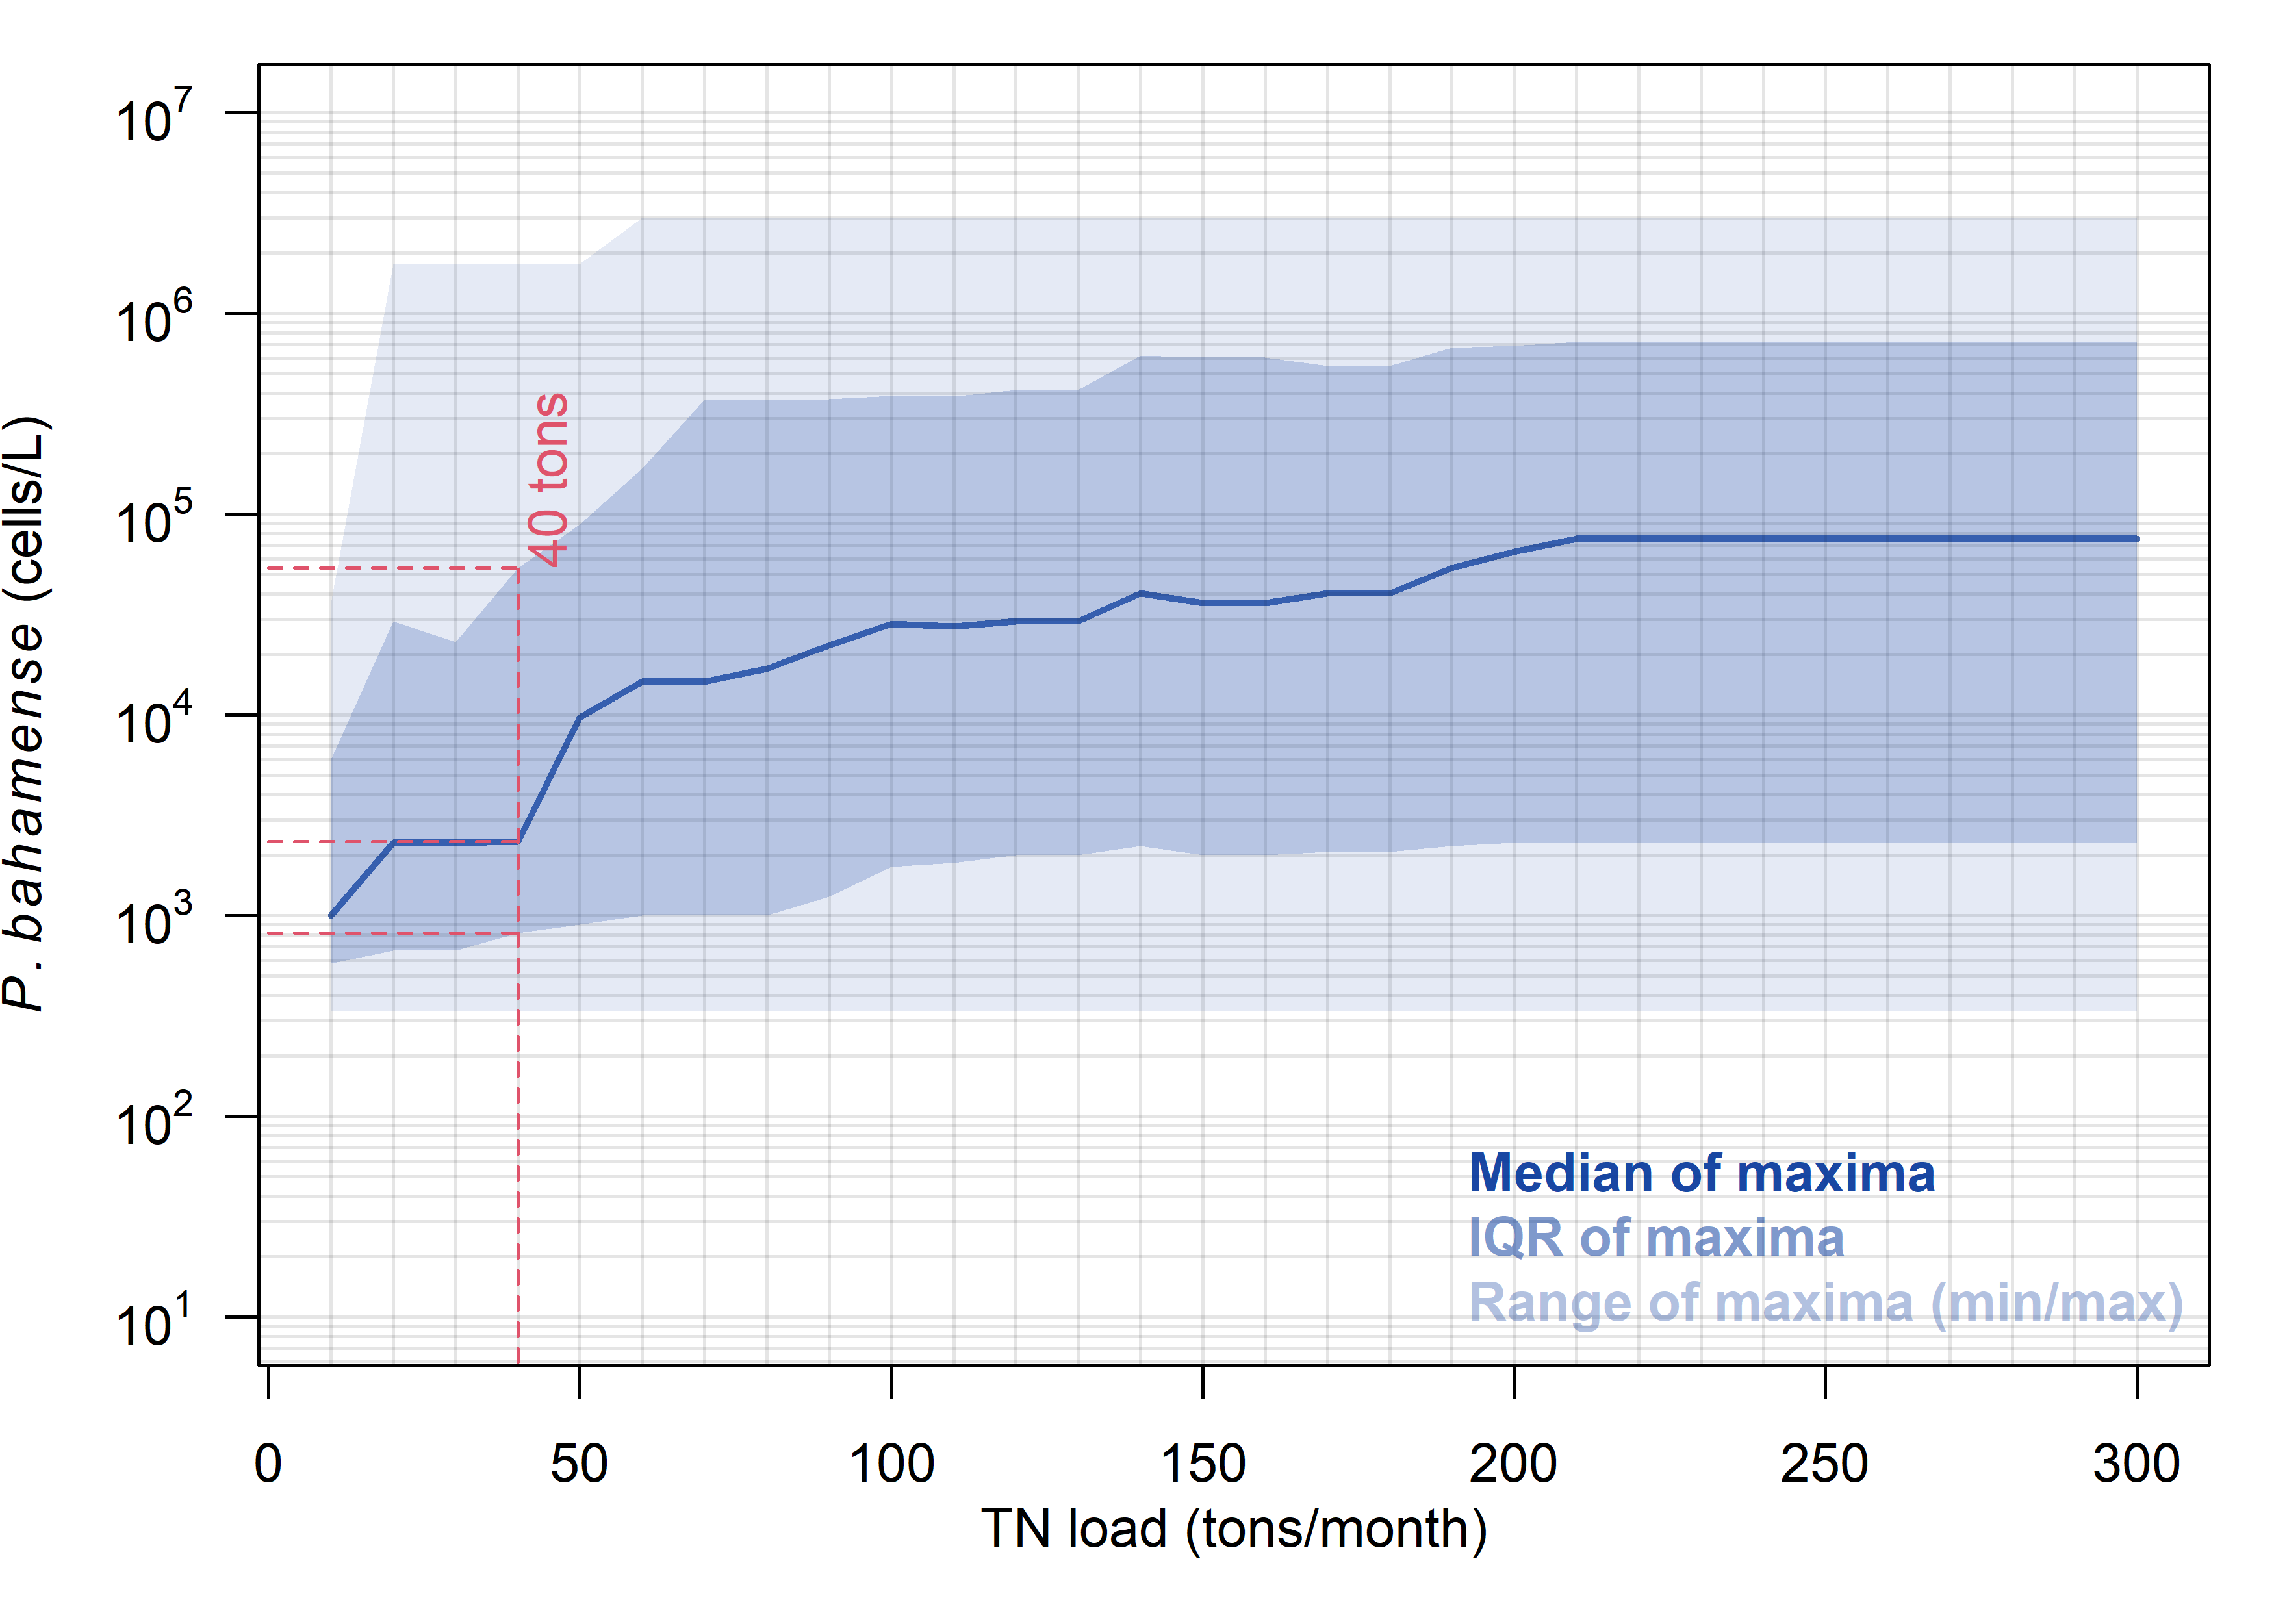 P. bahamense (cells/L)
10^7
10^6
10^5
10^4
10^3
10^2
10^1
40 tons
Median of maxima
IQR of maxima
Range of maxima (min/max)
0 50 100 150 200 250 300
TN load (tons/month)